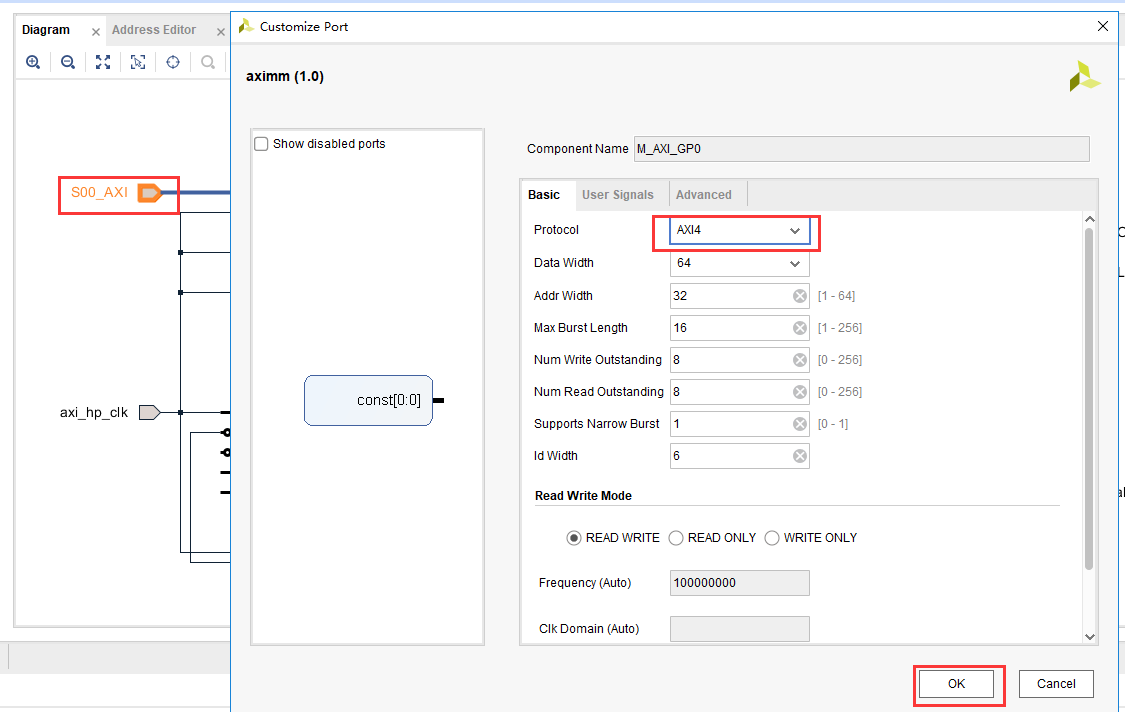 Diagram
Address Editor
Customize Port
aximm (1.0)
Show disabled ports
S00_AXI
axi_hp_clk
const[0:0]
Component Name M_AXI_GP0
Basic User Signals Advanced
Protocol AXI4
Data Width 64
Addr Width 32 [1 - 64]
Max Burst Length 16 [1 - 256]
Num Write Outstanding 8 [0 - 256]
Num Read Outstanding 8 [0 - 256]
Supports Narrow Burst 1 [0 - 1]
Id Width 6
Read Write Mode
READ WRITE READ ONLY WRITE ONLY
Frequency (Auto) 100000000
Clk Domain (Auto)
OK Cancel